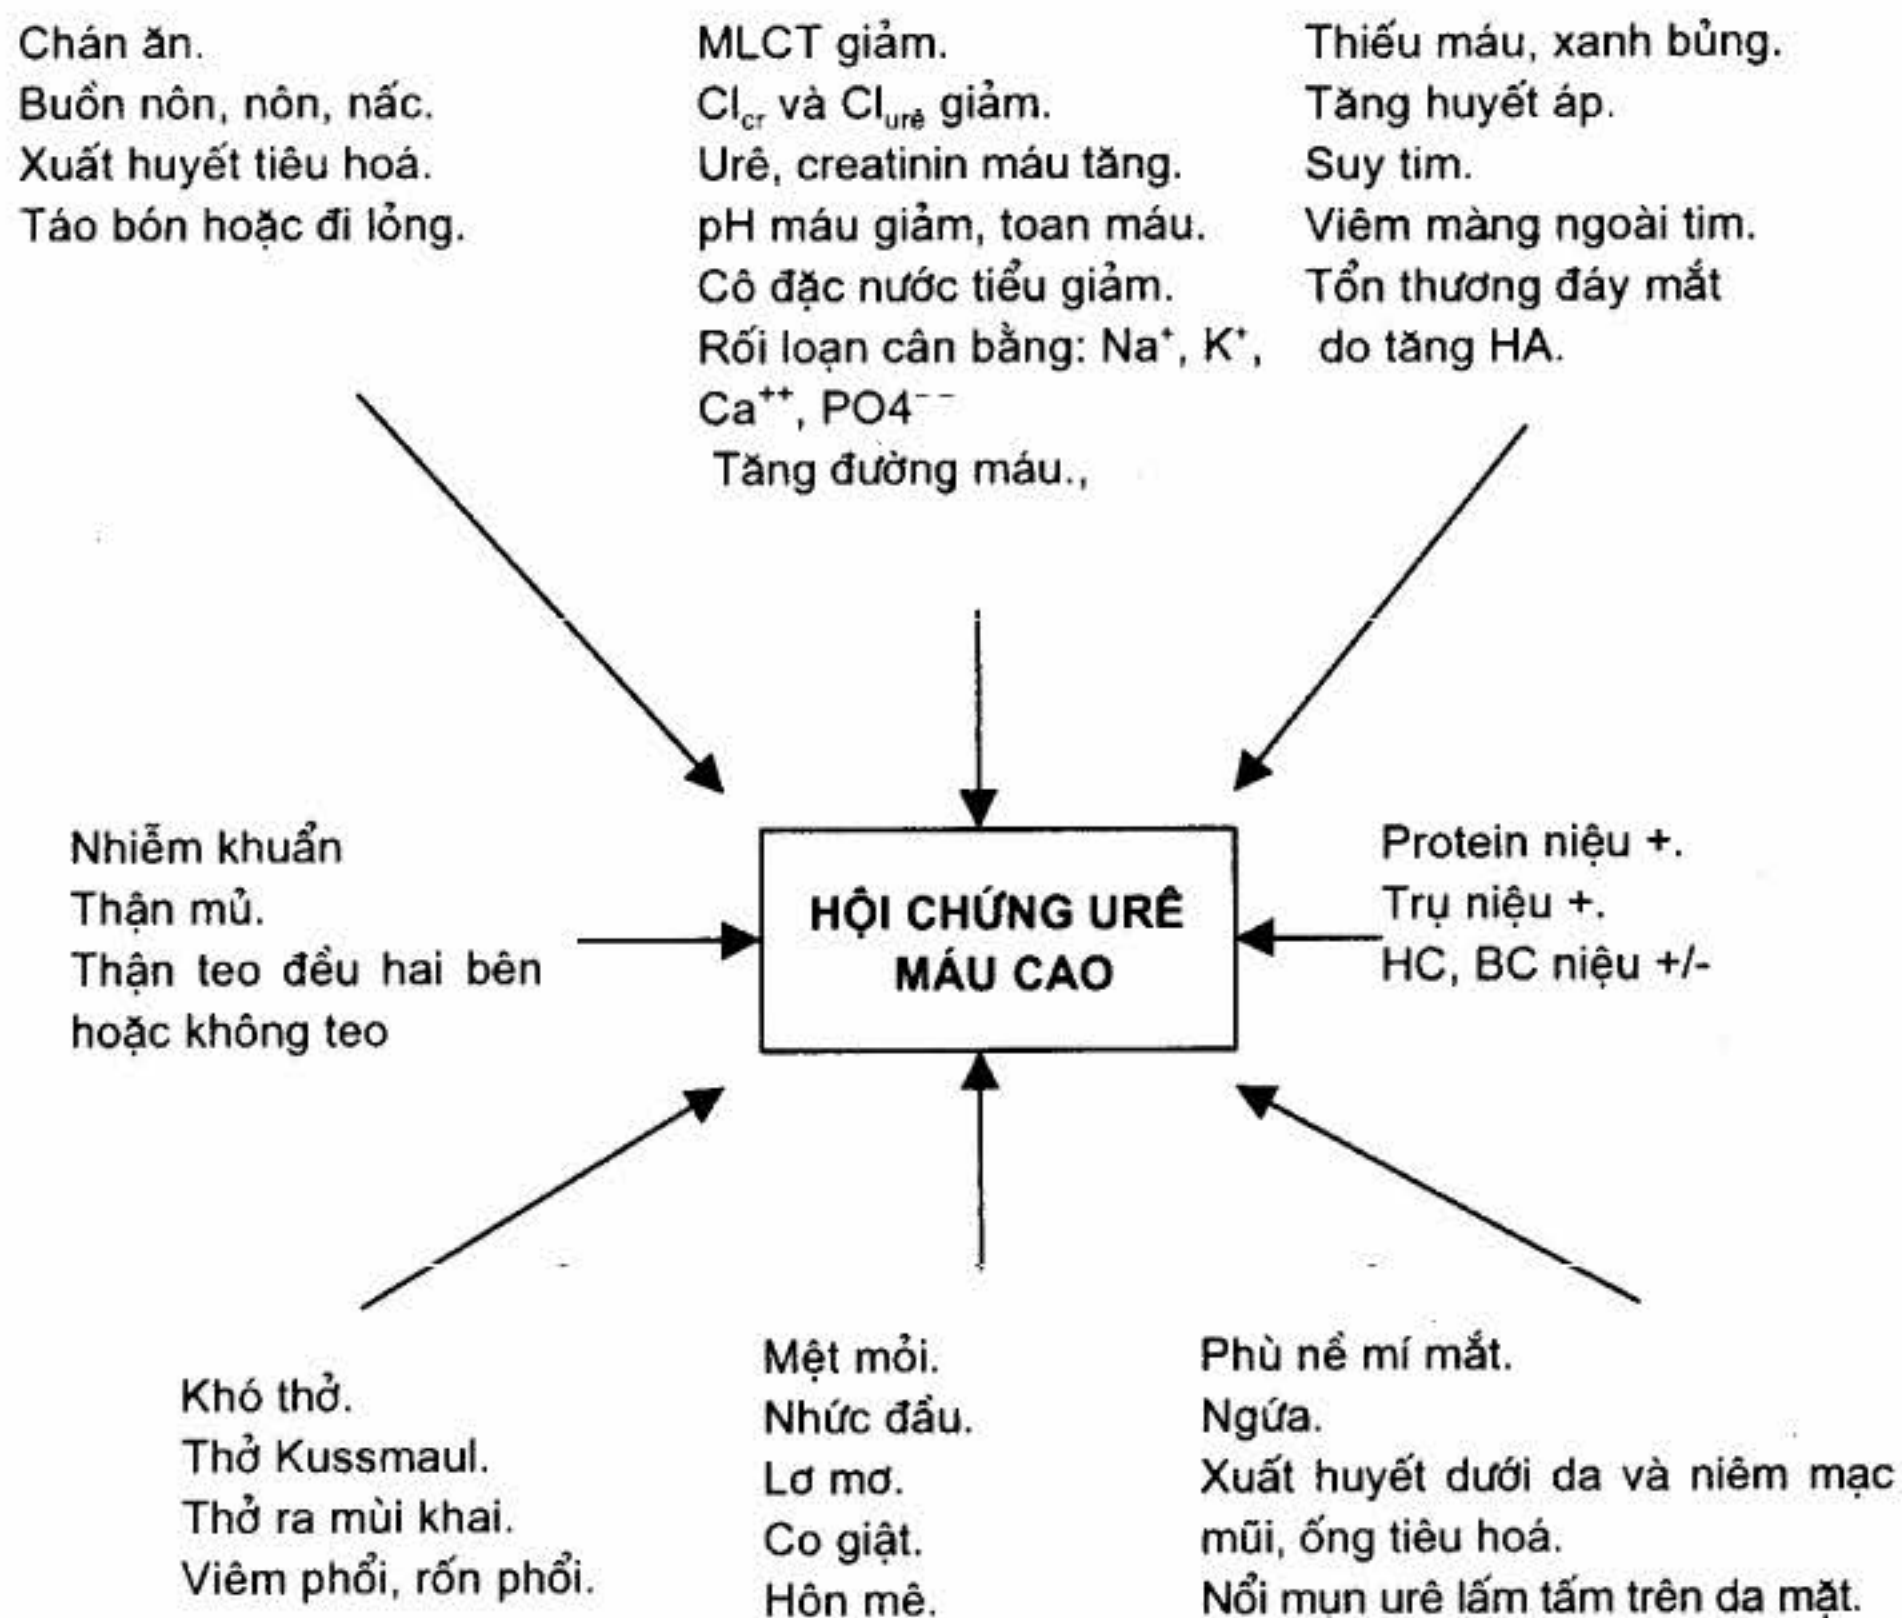 Chán ăn.
Buồn nôn, nôn, nấc.
Xuất huyết tiêu hoá.
Táo bón hoặc đi lỏng.
MLCT giảm.
Cl_cr và Cl_urê giảm.
Urê, creatinin máu tăng.
pH máu giảm, toan máu.
Cô đặc nước tiểu giảm.
Rối loạn cân bằng: Na⁺, K⁺,
Ca⁺⁺, PO4⁻⁻
Tăng đường máu.,
Thiếu máu, xanh bủng.
Tăng huyết áp.
Suy tim.
Viêm màng ngoài tim.
Tổn thương đáy mắt
do tăng HA.
Nhiễm khuẩn
Thận mủ.
Thận teo đều hai bên
hoặc không teo
HỘI CHỨNG URÊ
MÁU CAO
Protein niệu +.
Trụ niệu +.
HC, BC niệu +/-
Khó thở.
Thở Kussmaul.
Thở ra mùi khai.
Viêm phổi, rốn phổi.
Mệt mỏi.
Nhức đầu.
Lơ mơ.
Co giật.
Hôn mê.
Phù nề mí mắt.
Ngứa.
Xuất huyết dưới da và niêm mạc
mũi, ống tiêu hoá.
Nổi mụn urê lấm tấm trên da mặt.